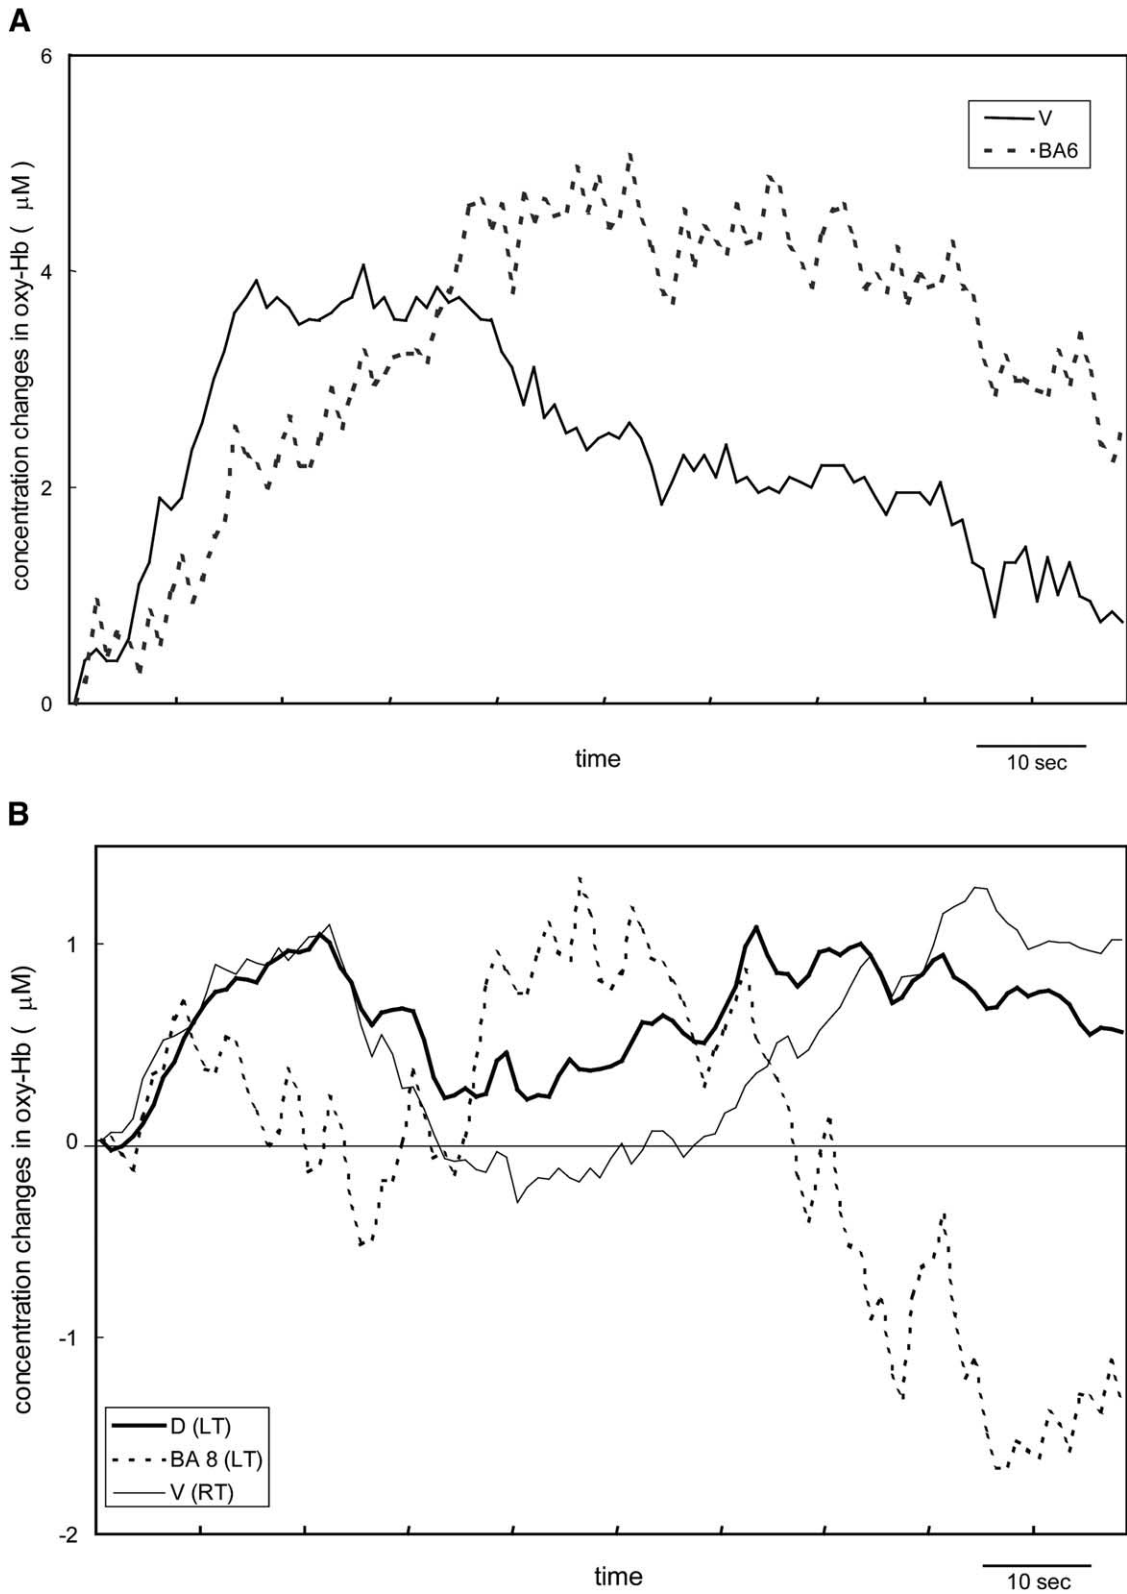 A
6
4
2
0
concentration changes in oxy-Hb ( μM )
V
BA6
time
10 sec
B
1
0
-1
-2
concentration changes in oxy-Hb ( μM)
D (LT)
BA 8 (LT)
V (RT)
time
10 sec